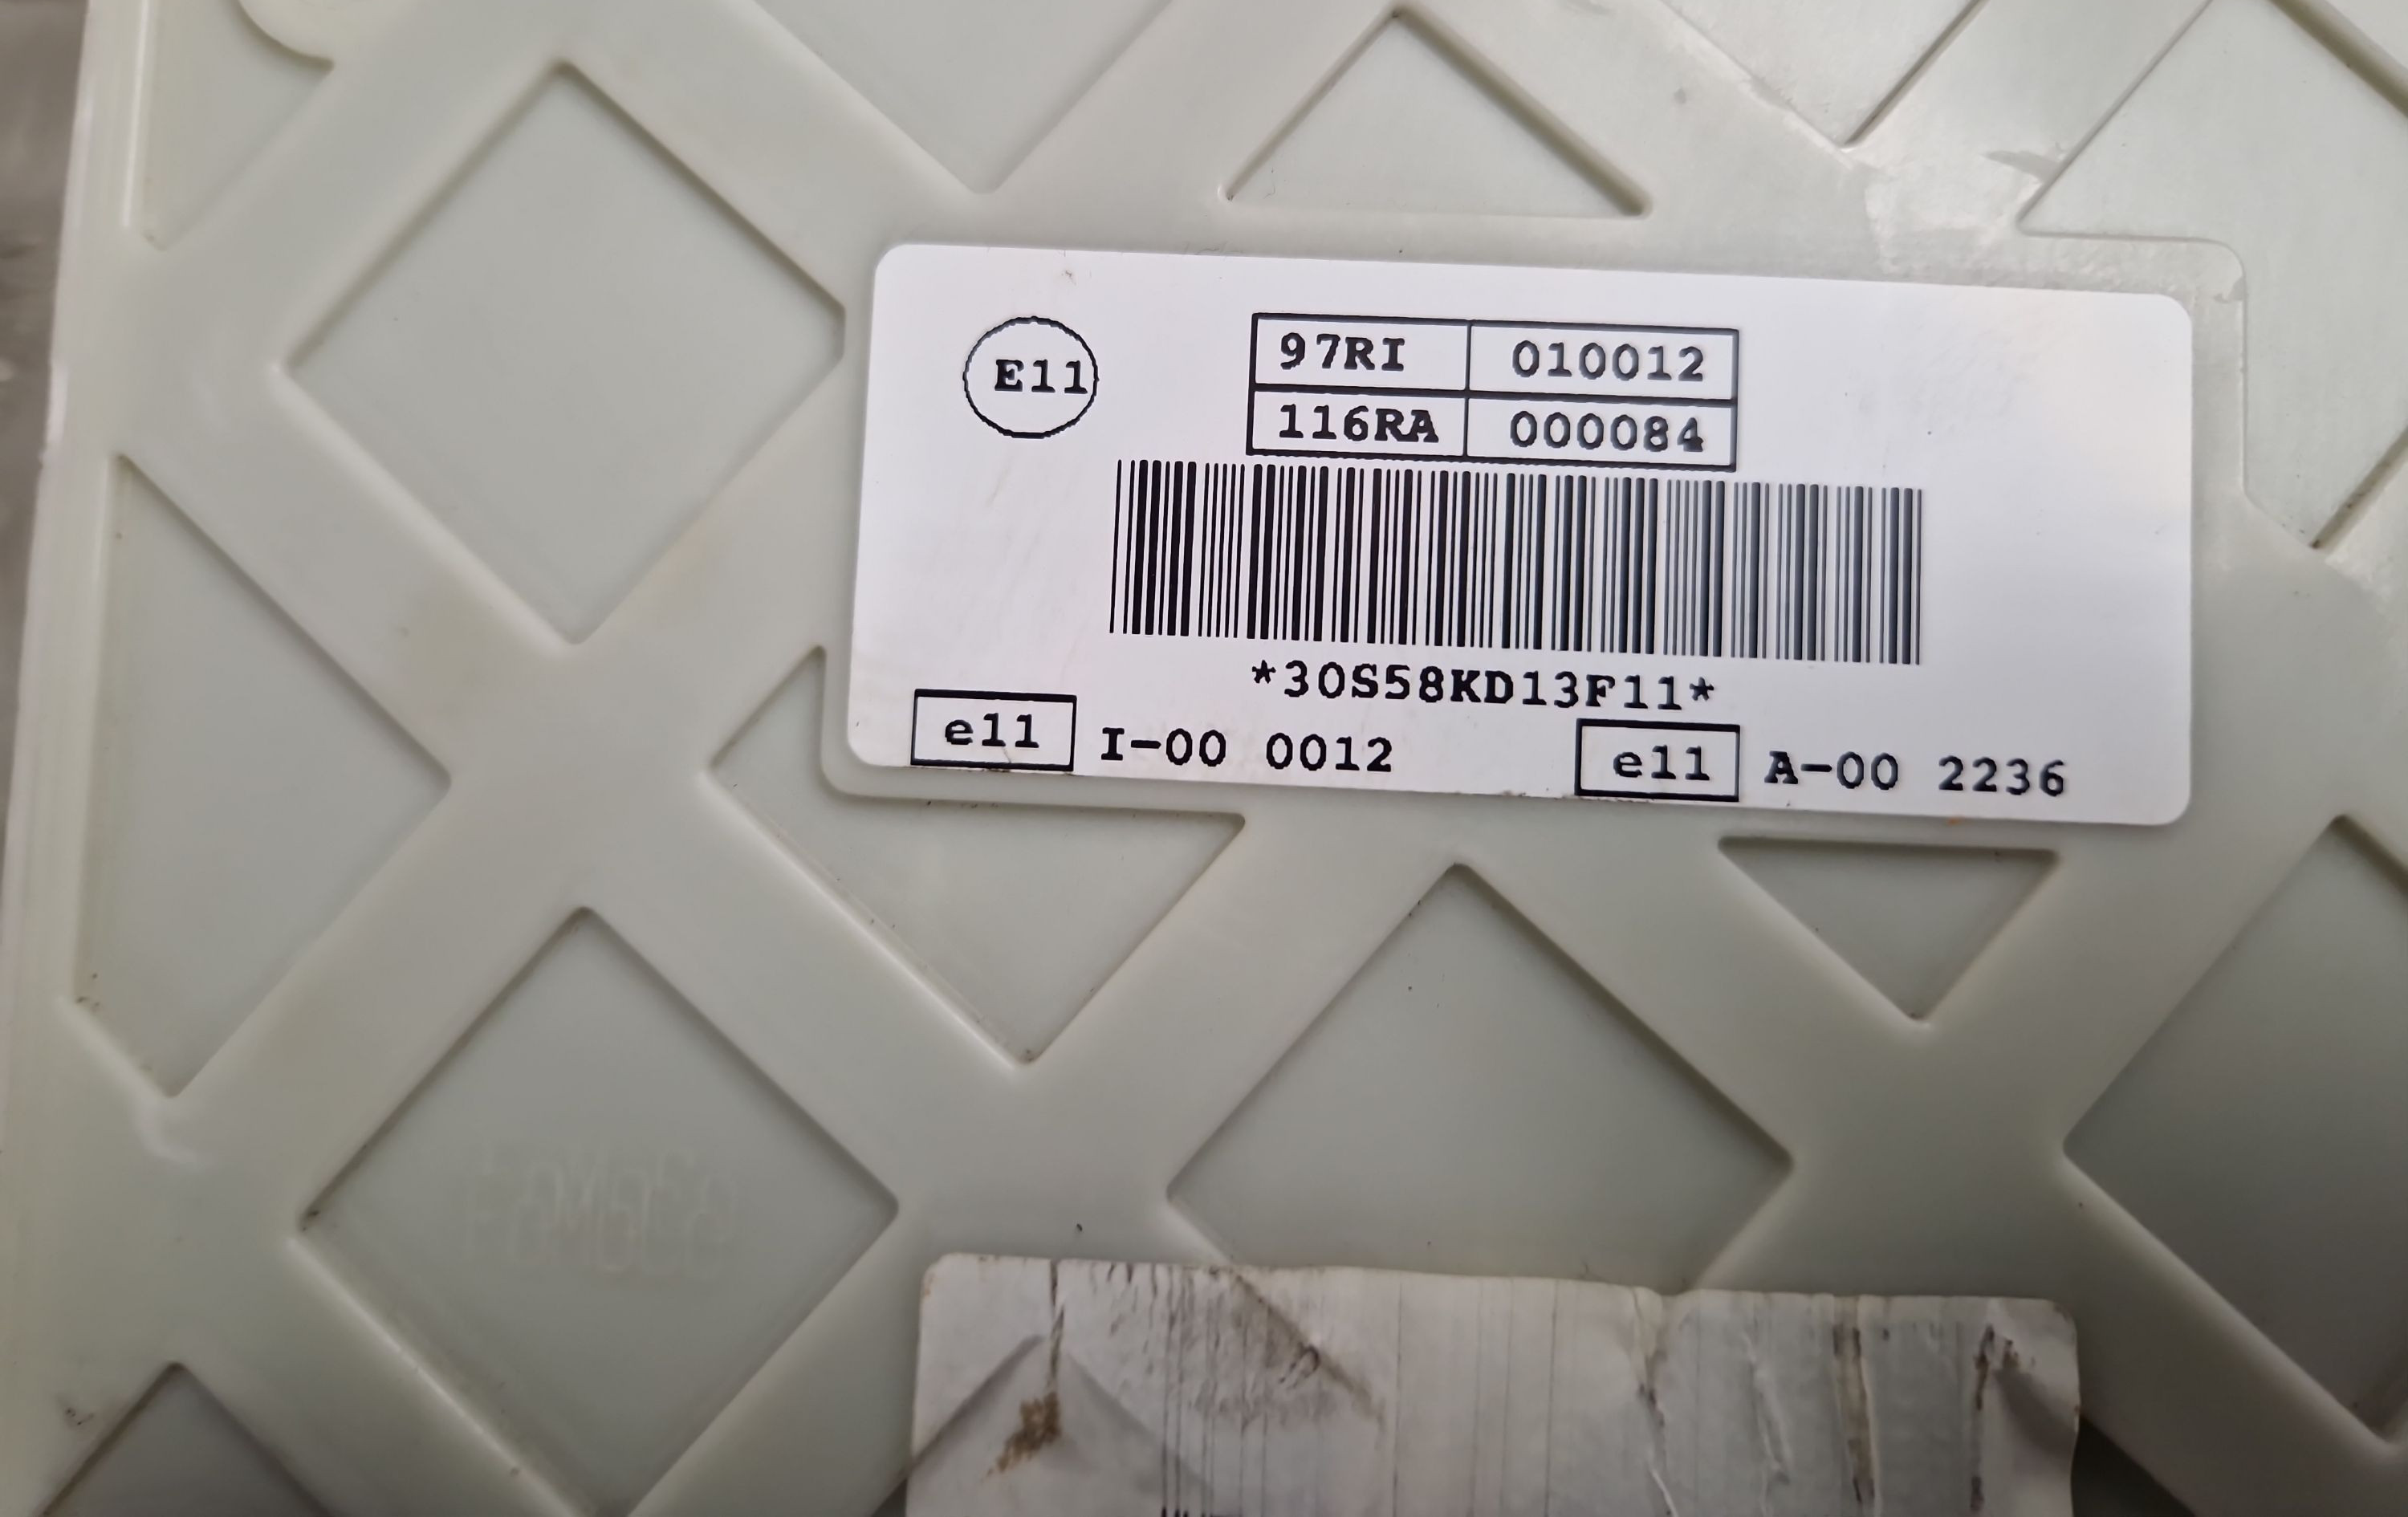 E11
97RI 010012
116RA 000084
*30S58KD13F11*
e11 I-00 0012 e11 A-00 2236